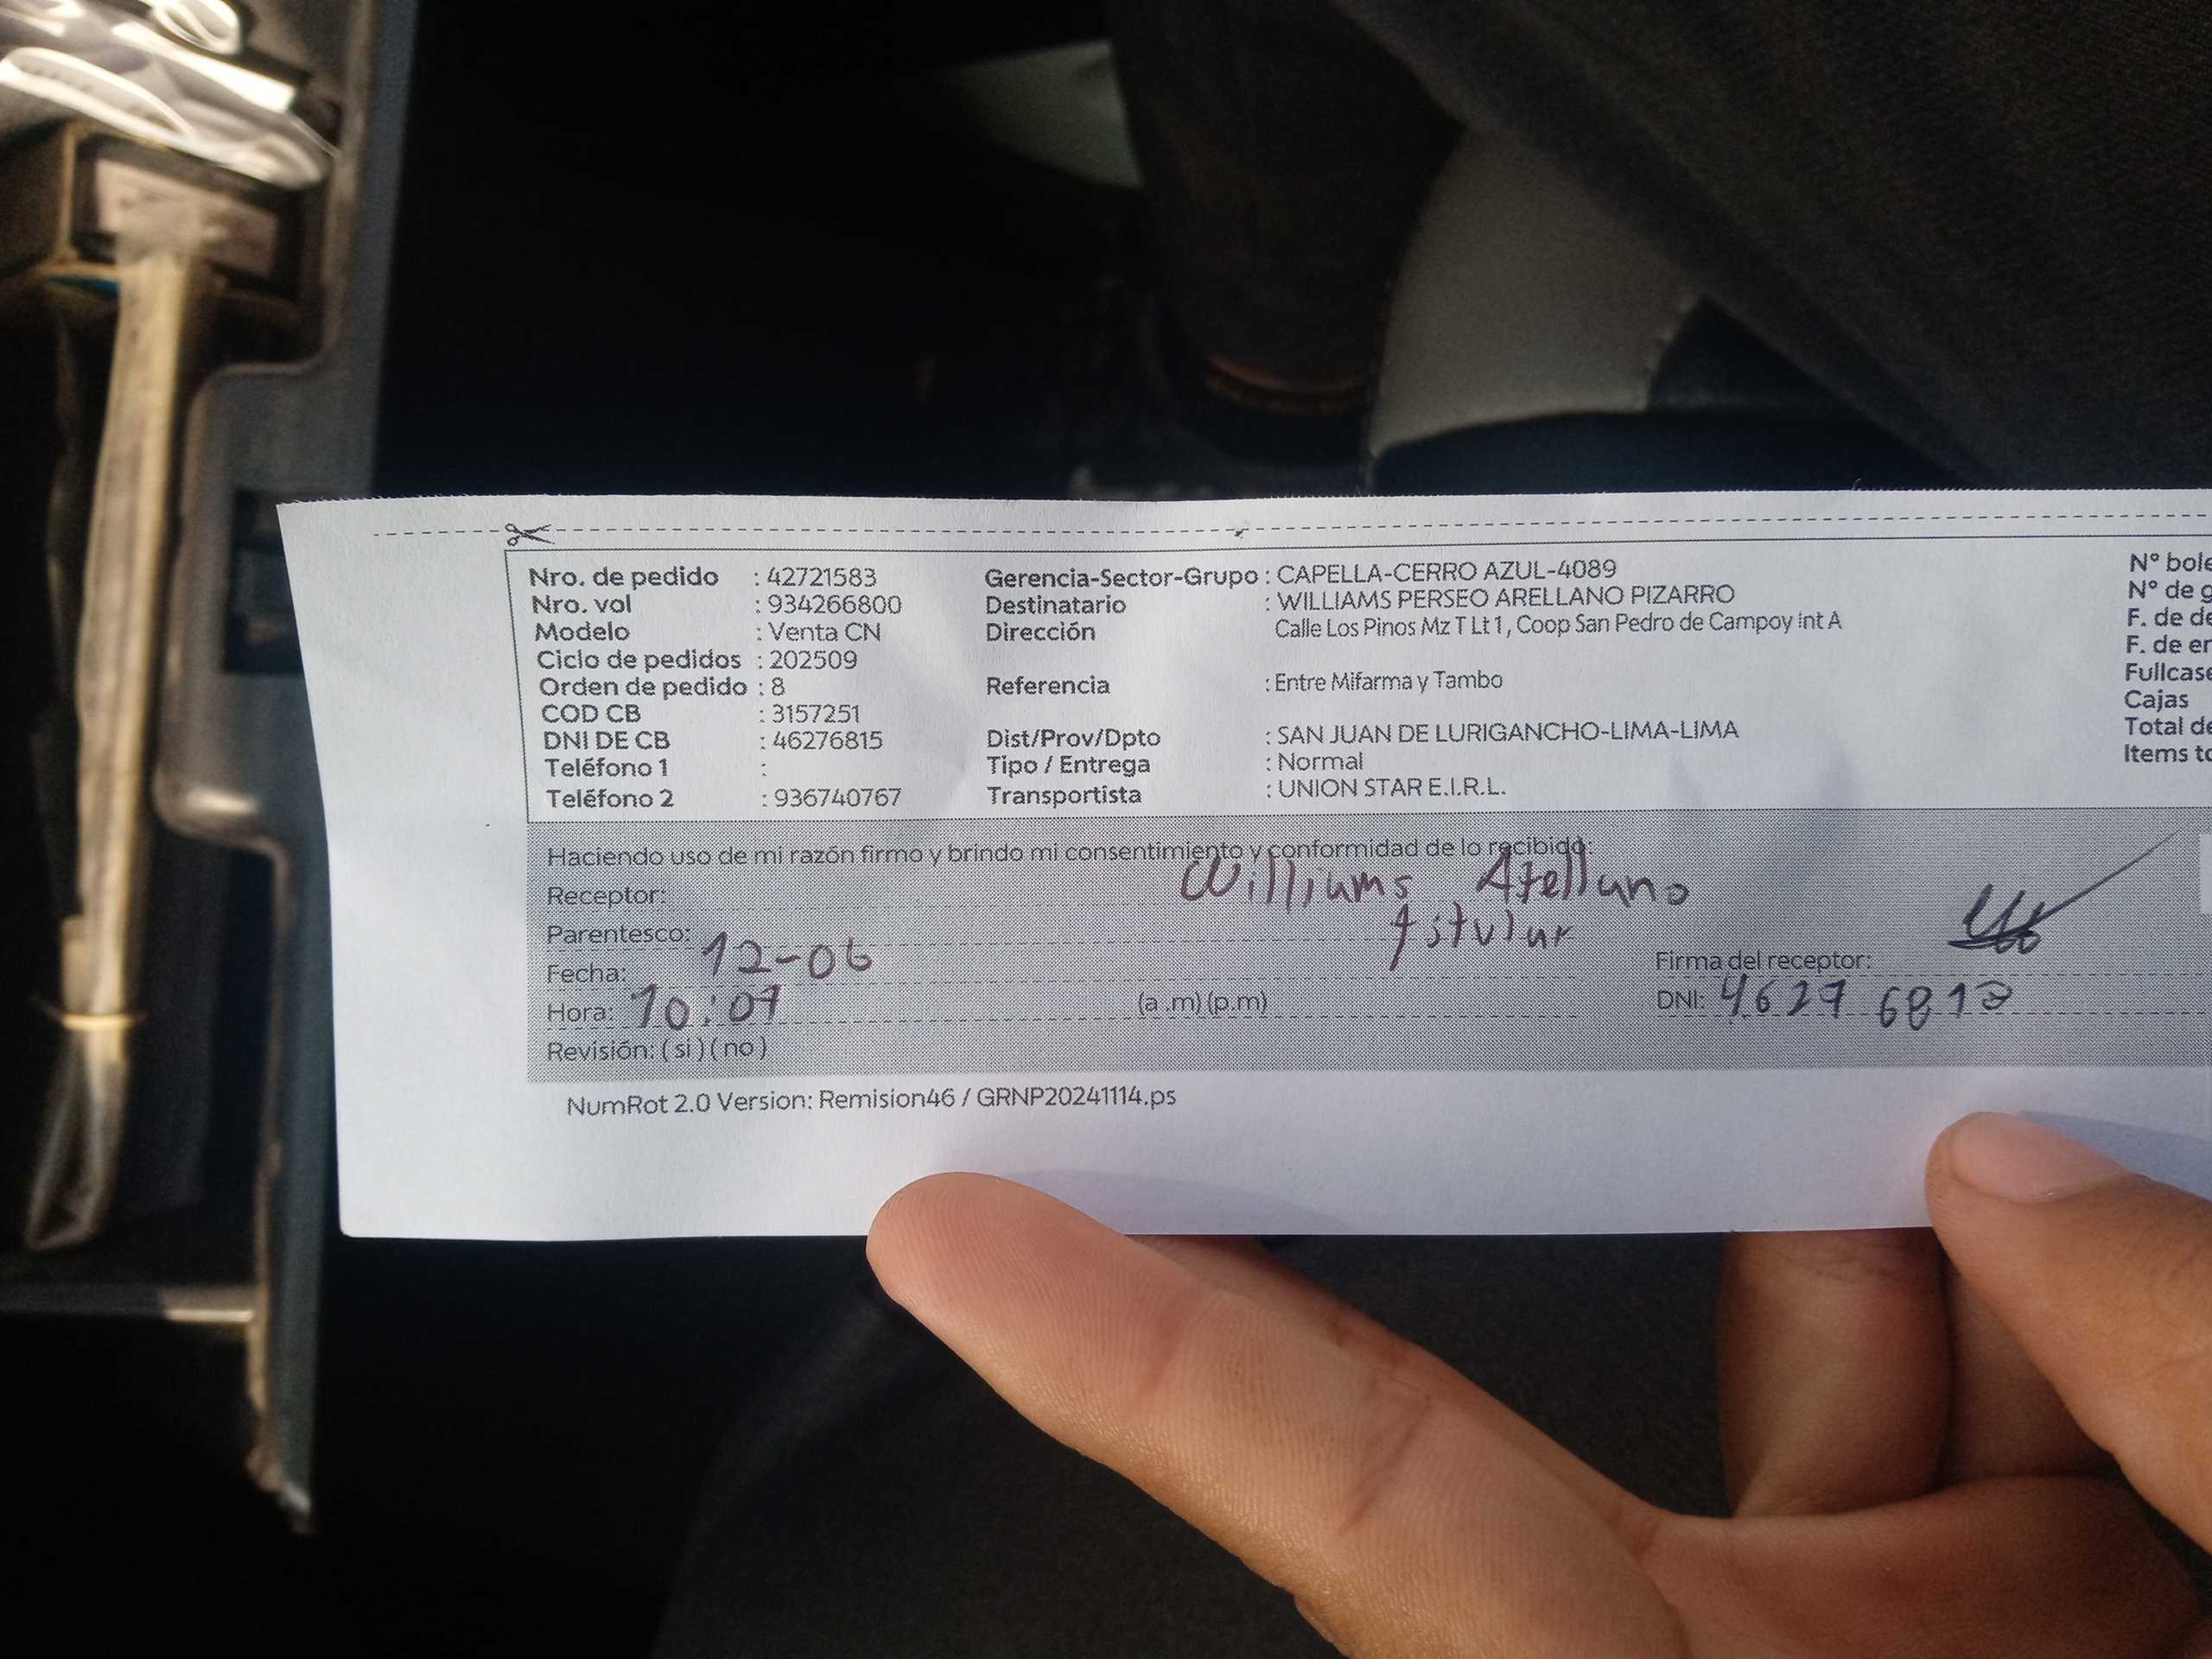 Nro. de pedido : 42721583 Gerencia-Sector-Grupo : CAPELLA-CERRO AZUL-4089 N° bole
Nro. vol : 934266800 Destinatario : WILLIAMS PERSEO ARELLANO PIZARRO N° de g
Modelo : Venta CN Dirección Calle Los Pinos Mz T Lt 1, Coop San Pedro de Campoy Int A F. de de
Ciclo de pedidos : 202509 F. de en
Orden de pedido : 8 Referencia : Entre Mifarma y Tambo Fullcase
COD CB : 3157251 Cajas
DNI DE CB : 46276815 Dist/Prov/Dpto : SAN JUAN DE LURIGANCHO-LIMA-LIMA Total de
Teléfono 1 : Tipo / Entrega : Normal Items to
Teléfono 2 : 936740767 Transportista : UNION STAR E.I.R.L.
Haciendo uso de mi razón firmo y brindo mi consentimiento y conformidad de lo recibido:
Receptor: Williams Arellano
Parentesco: titular
Fecha: 12-06 Firma del receptor:
Hora: 10:07 (a .m) (p.m) DNI:
Revisión: ( si ) ( no )
NumRot 2.0 Version: Remision46 / GRNP20241114.ps